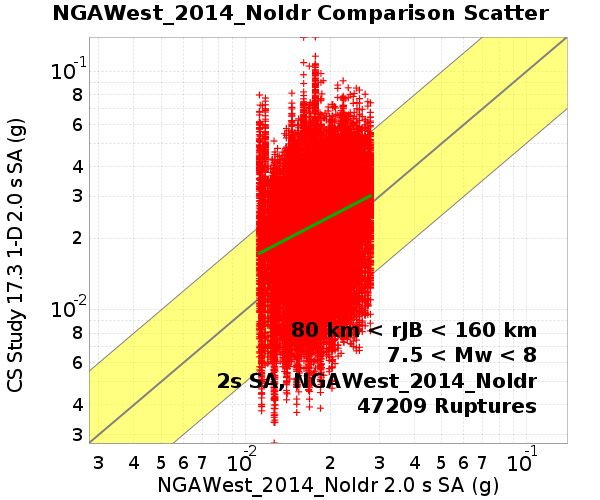 NGAWest_2014_NoIdr Comparison Scatter
CS Study 17.3 1-D 2.0 s SA (g)
10-1
8
6
4
3
2
10-2
8
6
4
3
80 km < rJB < 160 km
7.5 < Mw < 8
2s SA, NGAWest_2014_NoIdr
47209 Ruptures
3 4 5 6 7 10-2 2 3 4 5 6 7 10-1
NGAWest_2014_NoIdr 2.0 s SA (g)